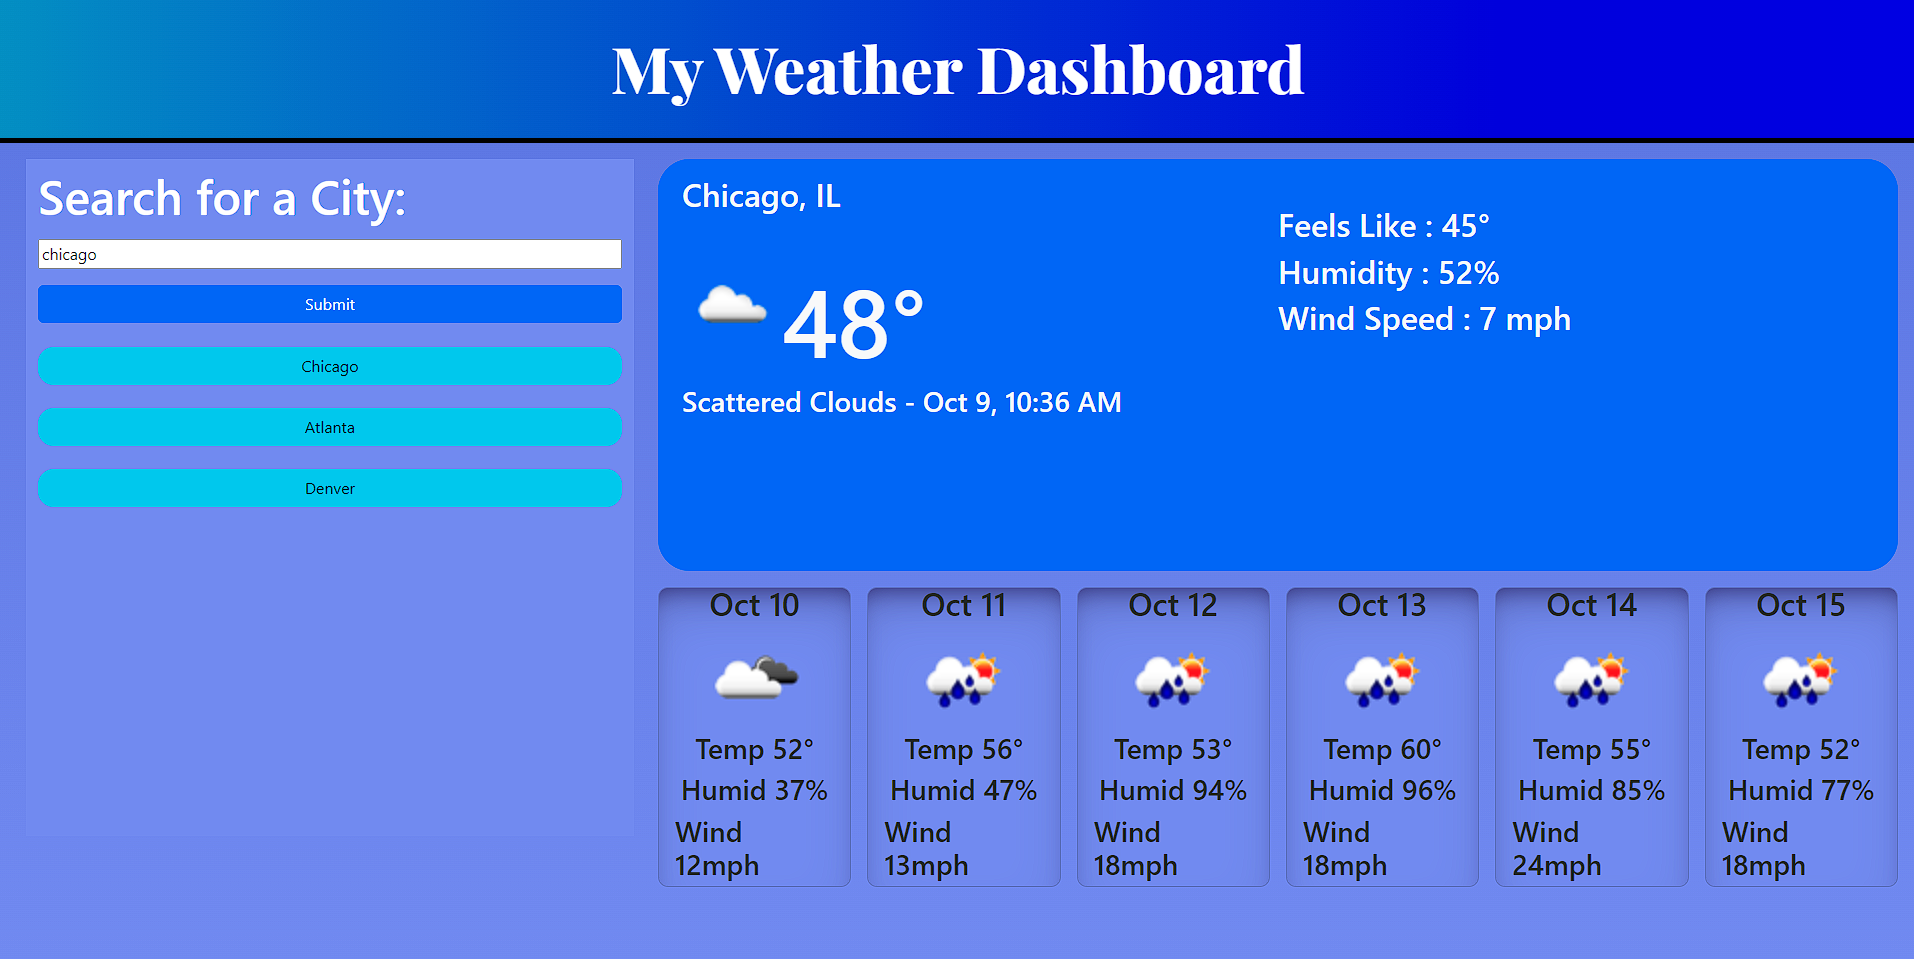 My Weather Dashboard
Search for a City:
chicago
Submit
Chicago
Atlanta
Denver
Chicago, IL
48°
Scattered Clouds - Oct 9, 10:36 AM
Feels Like : 45°
Humidity : 52%
Wind Speed : 7 mph
Oct 10
Temp 52°
Humid 37%
Wind
12mph
Oct 11
Temp 56°
Humid 47%
Wind
13mph
Oct 12
Temp 53°
Humid 94%
Wind
18mph
Oct 13
Temp 60°
Humid 96%
Wind
18mph
Oct 14
Temp 55°
Humid 85%
Wind
24mph
Oct 15
Temp 52°
Humid 77%
Wind
18mph